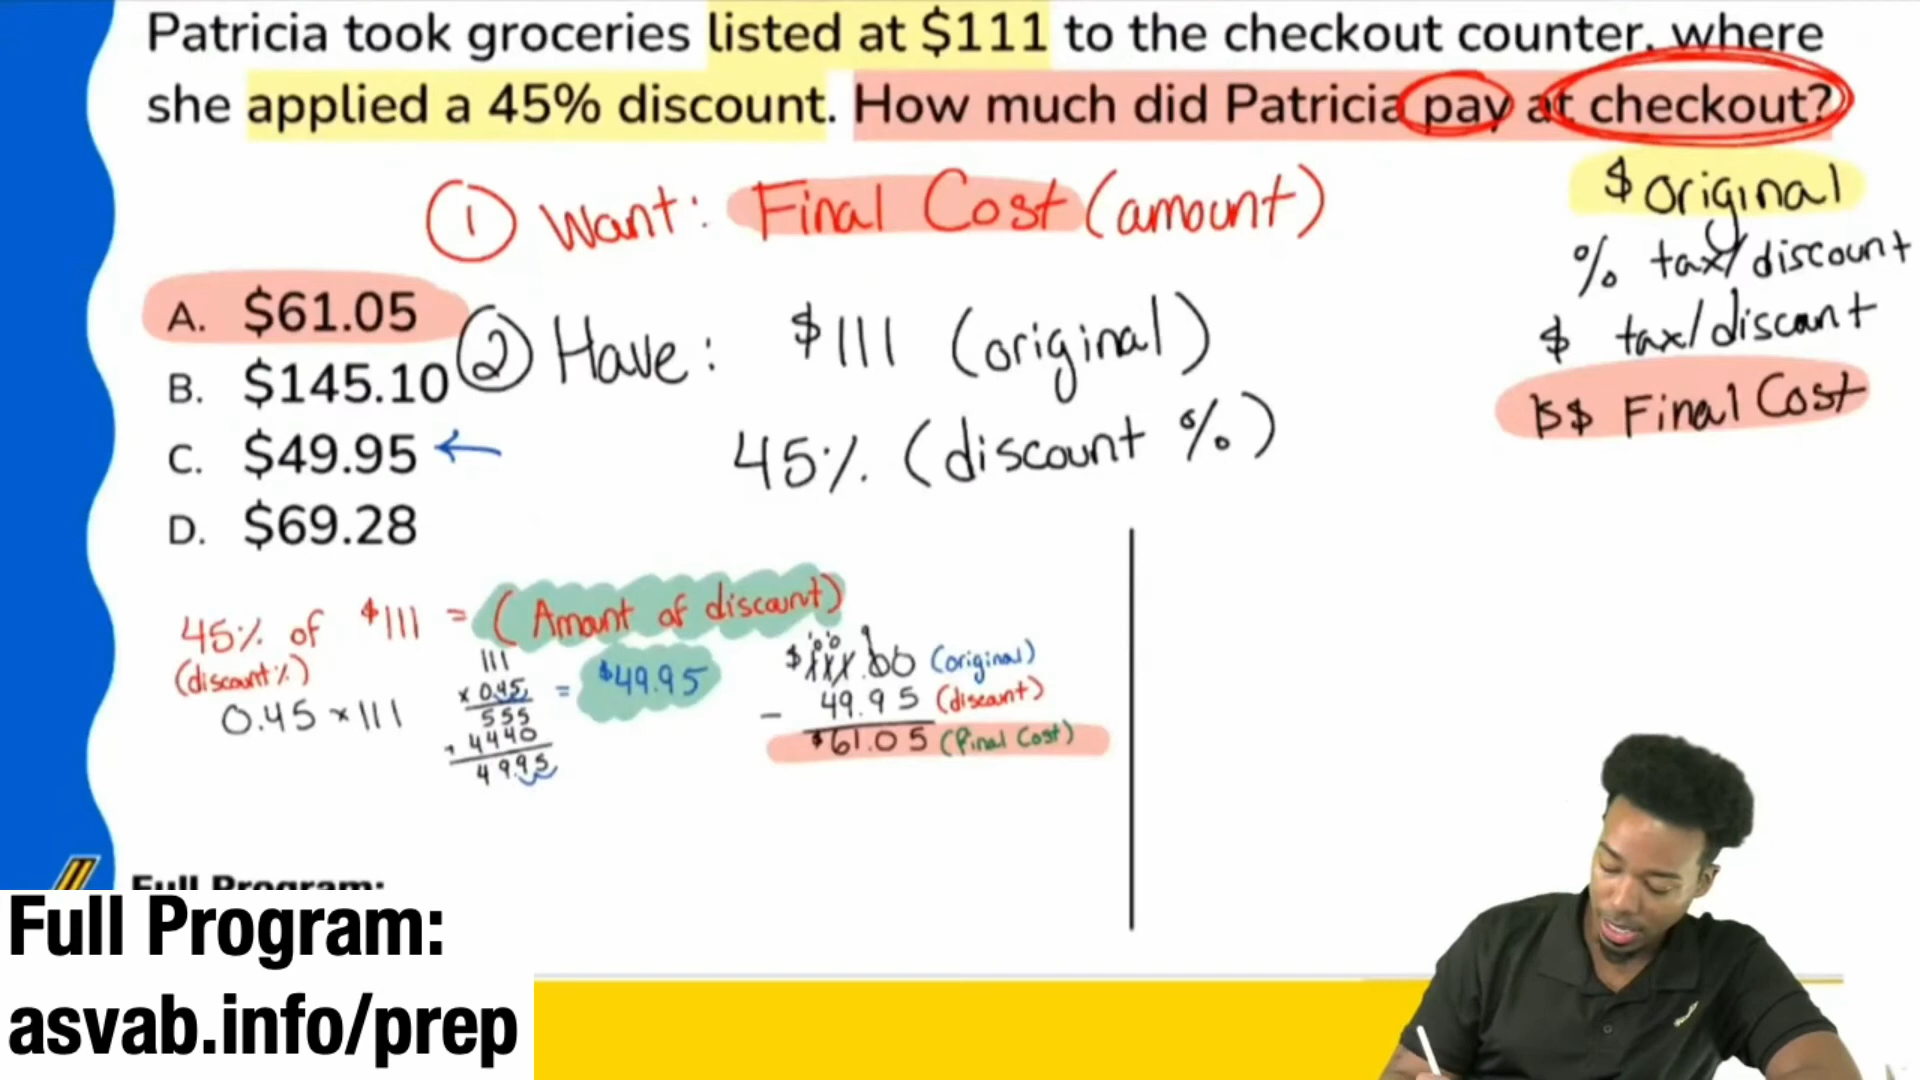 Patricia took groceries listed at $111 to the checkout counter, where
she applied a 45% discount. How much did Patricia pay at checkout?
① Want: Final Cost (amount)
$ original
% tax/discount
$ tax/discount
$$ Final Cost
A. $61.05
B. $145.10
C. $49.95
D. $69.28
② Have: $111 (original)
45% (discount %)
45% of $111 = (Amount of discount)
(discount %)
0.45 × 111
111
× 0.45
555
+ 4440
4995
= $49.95
$111.00 (original)
- 49.95 (discount)
$61.05 (final Cost)
Full Program:
Full Program:
asvab.info/prep